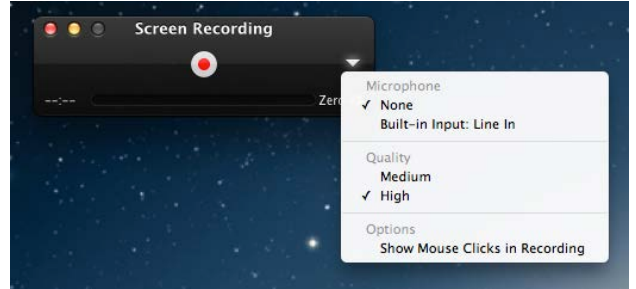 Screen Recording
--:-- Zero
Microphone
✓ None
Built-in Input: Line In
Quality
Medium
✓ High
Options
Show Mouse Clicks in Recording